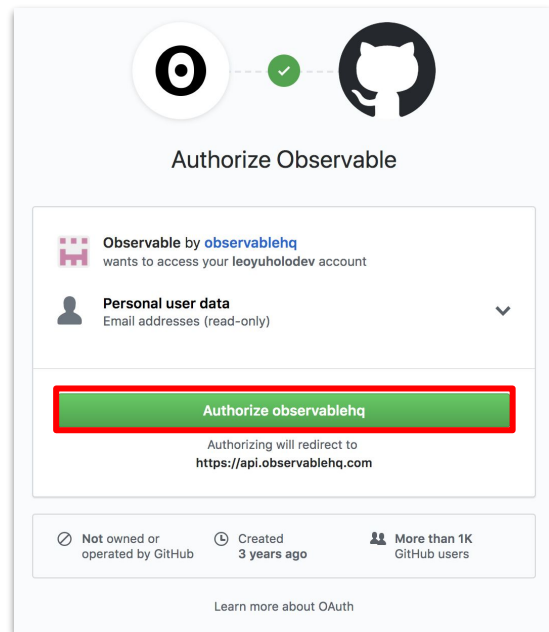 Authorize Observable
Observable by observablehq
wants to access your leoyuholodev account
Personal user data
Email addresses (read-only)
Authorize observablehq
Authorizing will redirect to
https://api.observablehq.com
Not owned or
operated by GitHub
Created
3 years ago
More than 1K
GitHub users
Learn more about OAuth